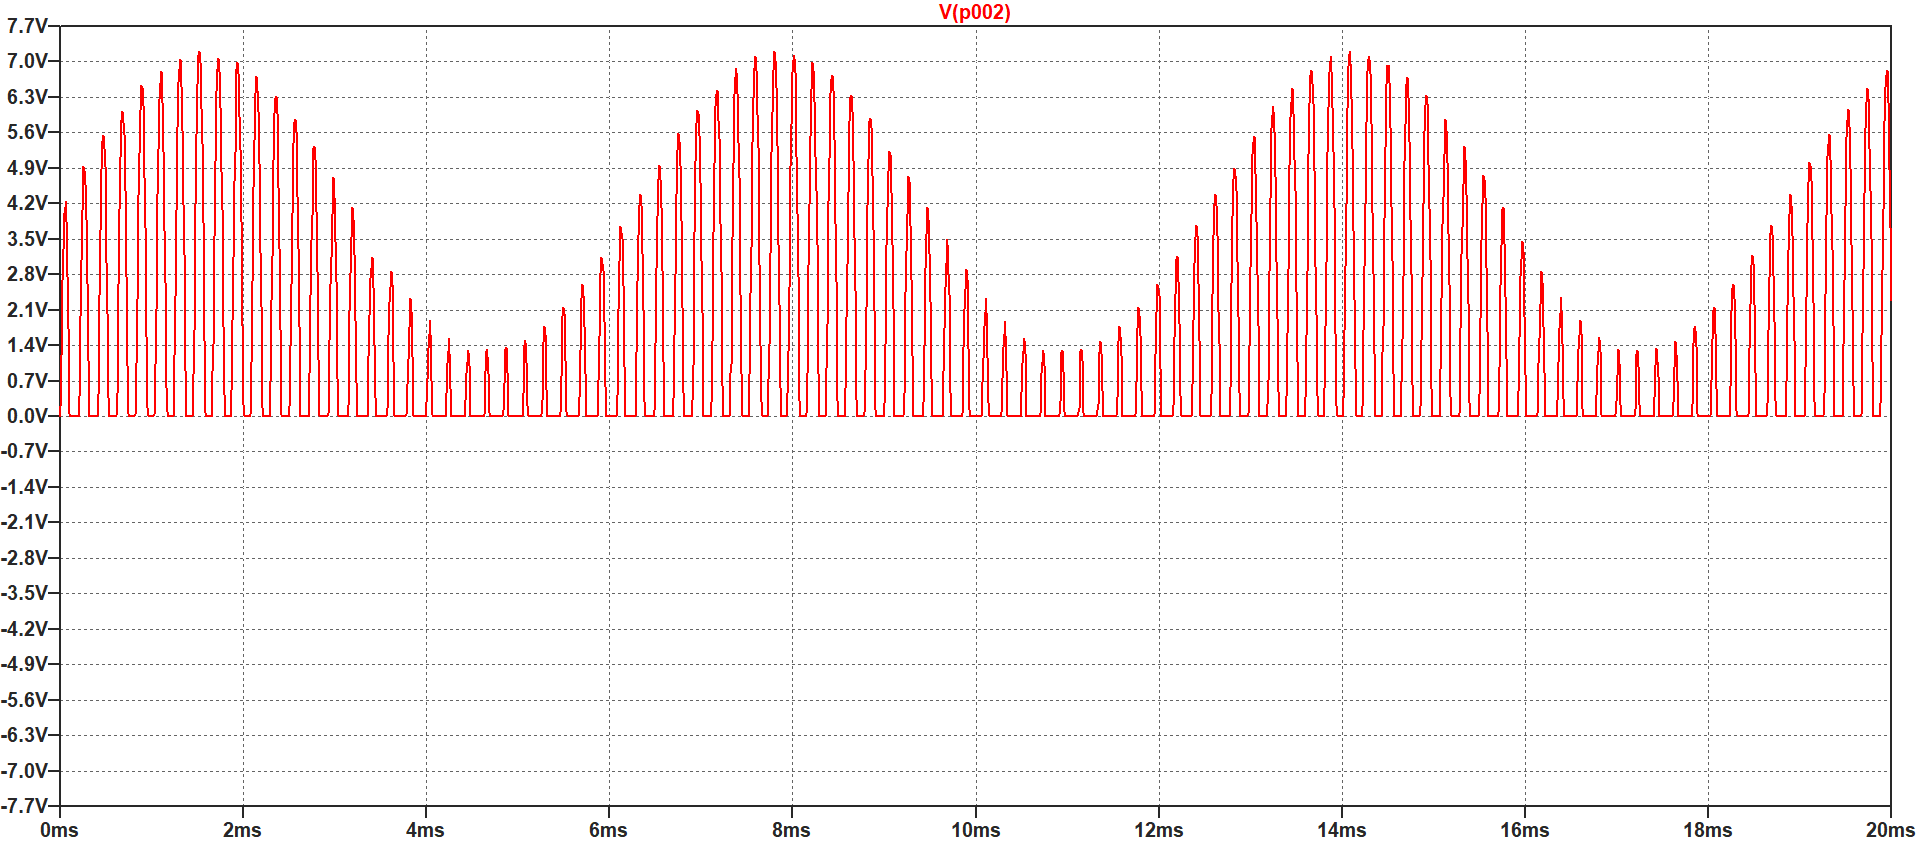 V(p002)
7.7V
7.0V
6.3V
5.6V
4.9V
4.2V
3.5V
2.8V
2.1V
1.4V
0.7V
0.0V
-0.7V
-1.4V
-2.1V
-2.8V
-3.5V
-4.2V
-4.9V
-5.6V
-6.3V
-7.0V
-7.7V
0ms 2ms 4ms 6ms 8ms 10ms 12ms 14ms 16ms 18ms 20ms